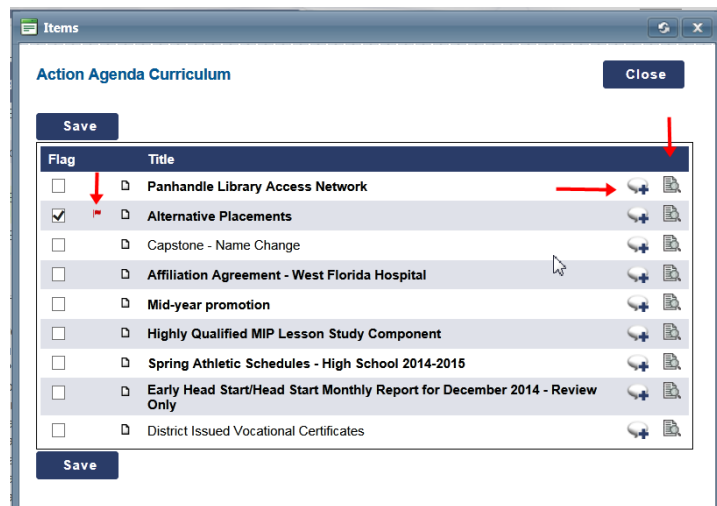 Items
Action Agenda Curriculum
Close
Save
Flag Title
Panhandle Library Access Network
Alternative Placements
Capstone - Name Change
Affiliation Agreement - West Florida Hospital
Mid-year promotion
Highly Qualified MIP Lesson Study Component
Spring Athletic Schedules - High School 2014-2015
Early Head Start/Head Start Monthly Report for December 2014 - Review
Only
District Issued Vocational Certificates
Save